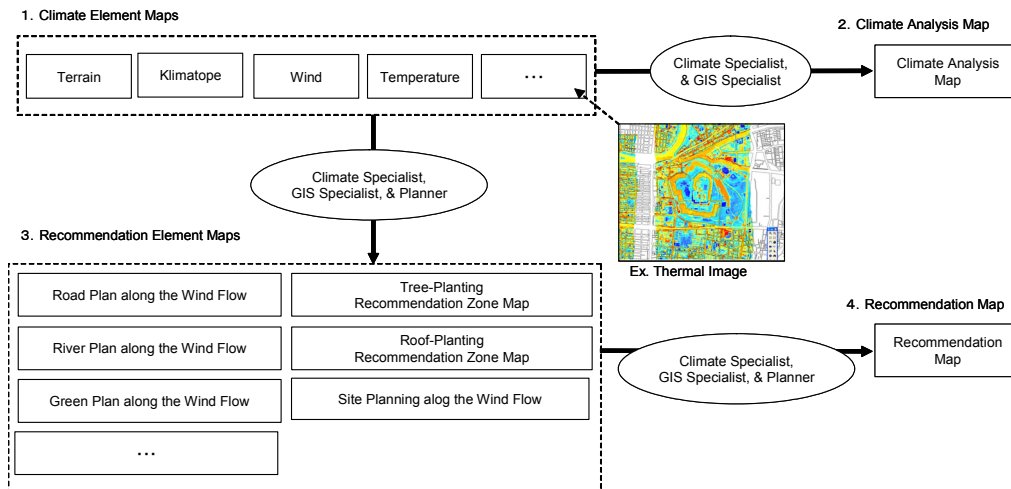 1. Climate Element Maps
Terrain
Klimatope
Wind
Temperature
...
Climate Specialist,
& GIS Specialist
2. Climate Analysis Map
Climate Analysis
Map
Climate Specialist,
GIS Specialist, & Planner
Ex. Thermal Image
3. Recommendation Element Maps
Road Plan along the Wind Flow
Tree-Planting
Recommendation Zone Map
River Plan along the Wind Flow
Roof-Planting
Recommendation Zone Map
Green Plan along the Wind Flow
Site Planning alog the Wind Flow
...
Climate Specialist,
GIS Specialist, & Planner
4. Recommendation Map
Recommendation
Map